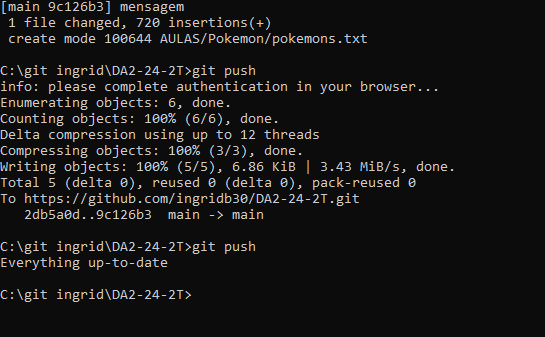 [main 9c126b3] mensagem
 1 file changed, 720 insertions(+)
 create mode 100644 AULAS/Pokemon/pokemons.txt
C:\git ingrid\DA2-24-2T>git push
info: please complete authentication in your browser...
Enumerating objects: 6, done.
Counting objects: 100% (6/6), done.
Delta compression using up to 12 threads
Compressing objects: 100% (3/3), done.
Writing objects: 100% (5/5), 6.86 KiB | 3.43 MiB/s, done.
Total 5 (delta 0), reused 0 (delta 0), pack-reused 0
To https://github.com/ingridb30/DA2-24-2T.git
   2db5a0d..9c126b3  main -> main
C:\git ingrid\DA2-24-2T>git push
Everything up-to-date
C:\git ingrid\DA2-24-2T>